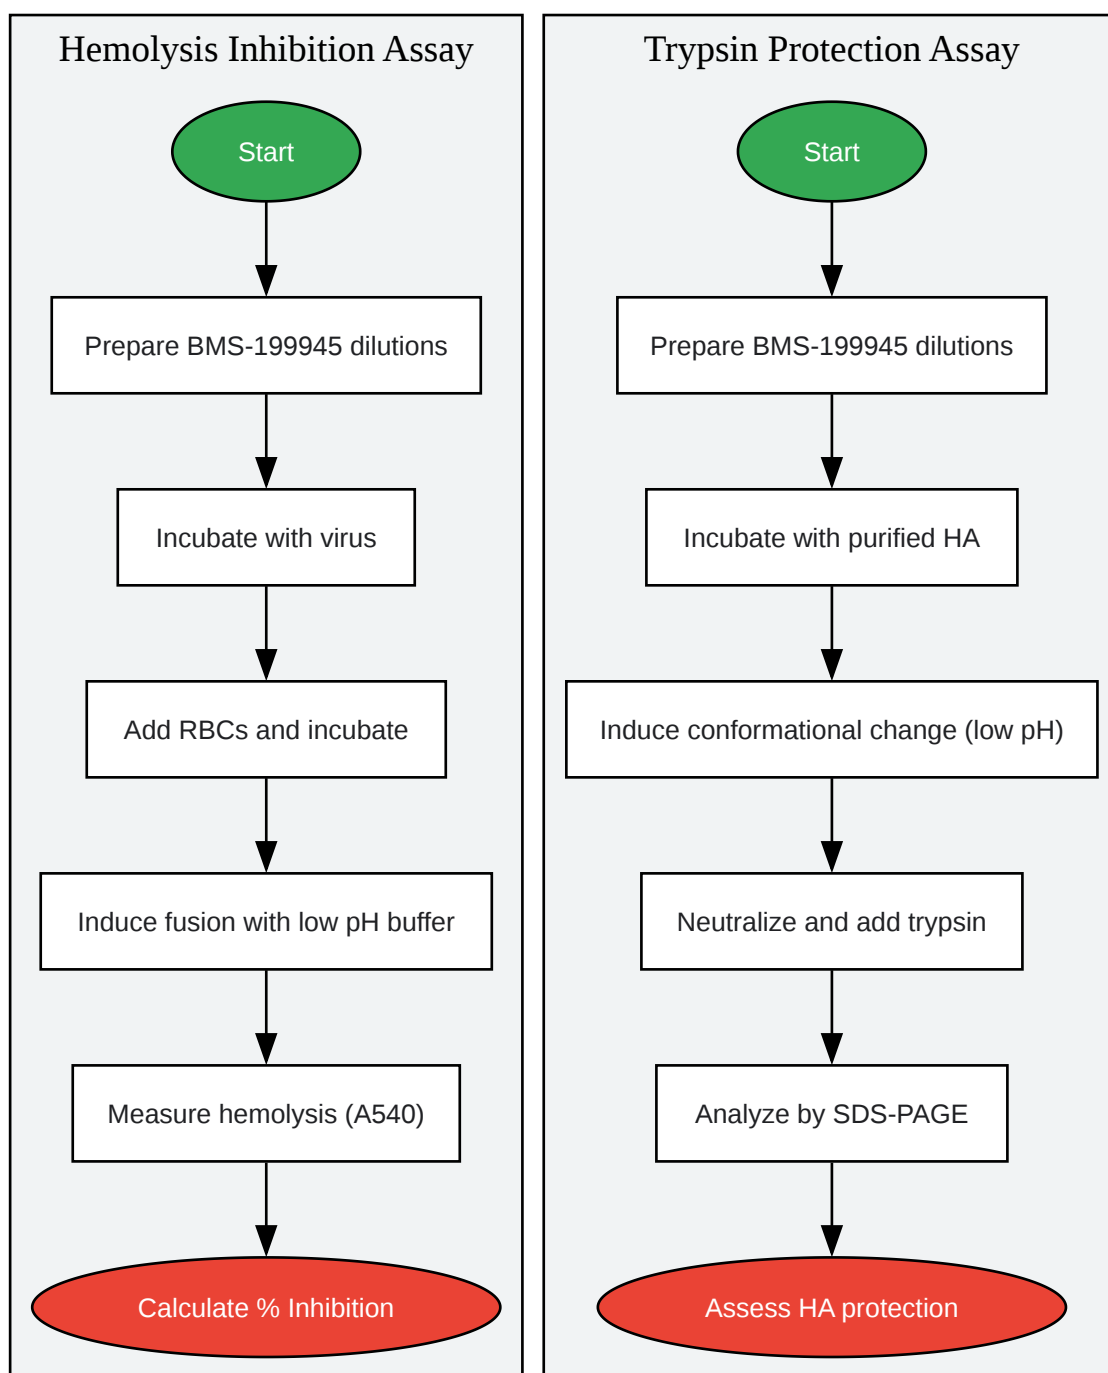 Hemolysis Inhibition Assay
Start
Prepare BMS-199945 dilutions
Incubate with virus
Add RBCs and incubate
Induce fusion with low pH buffer
Measure hemolysis (A540)
Calculate % Inhibition
Trypsin Protection Assay
Start
Prepare BMS-199945 dilutions
Incubate with purified HA
Induce conformational change (low pH)
Neutralize and add trypsin
Analyze by SDS-PAGE
Assess HA protection